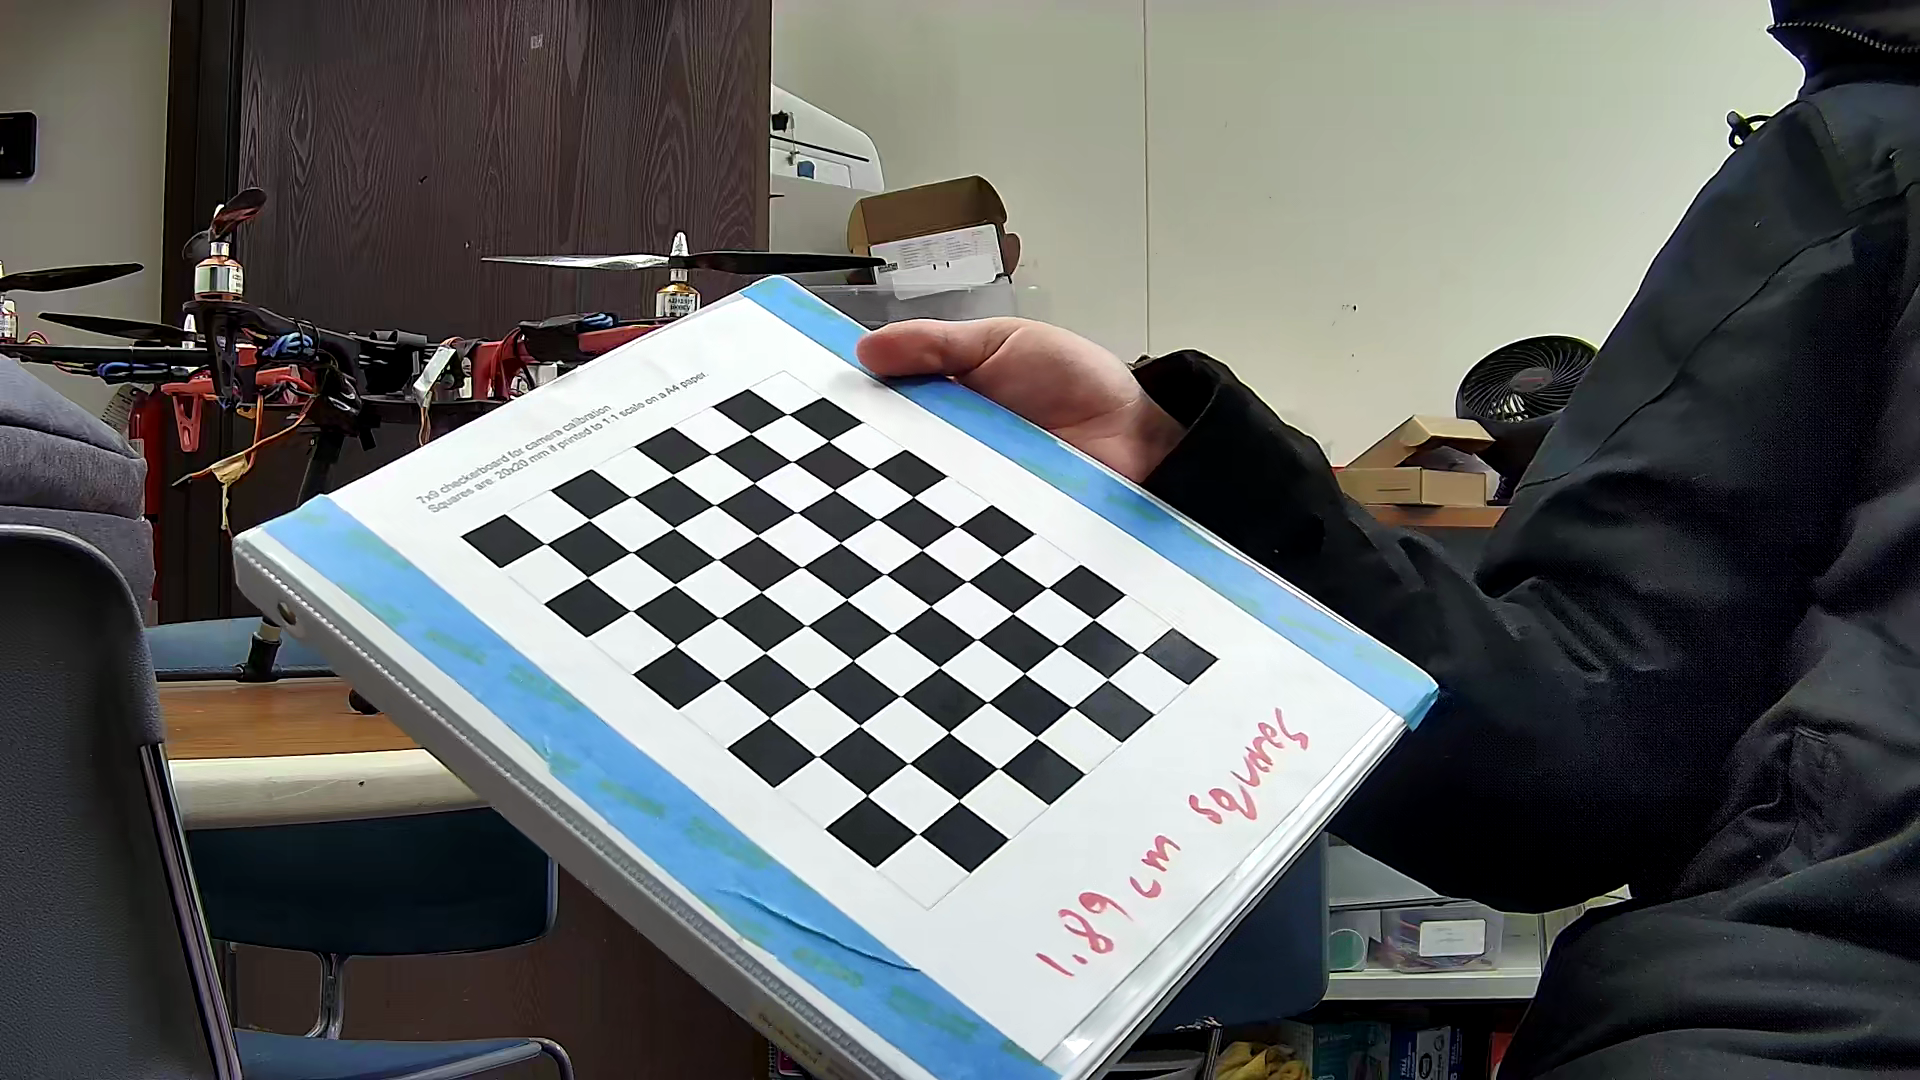 7x9 checkerboard for camera calibration
Squares are 20x20 mm if printed to 1:1 scale on a A4 paper.
1.89 cm squares